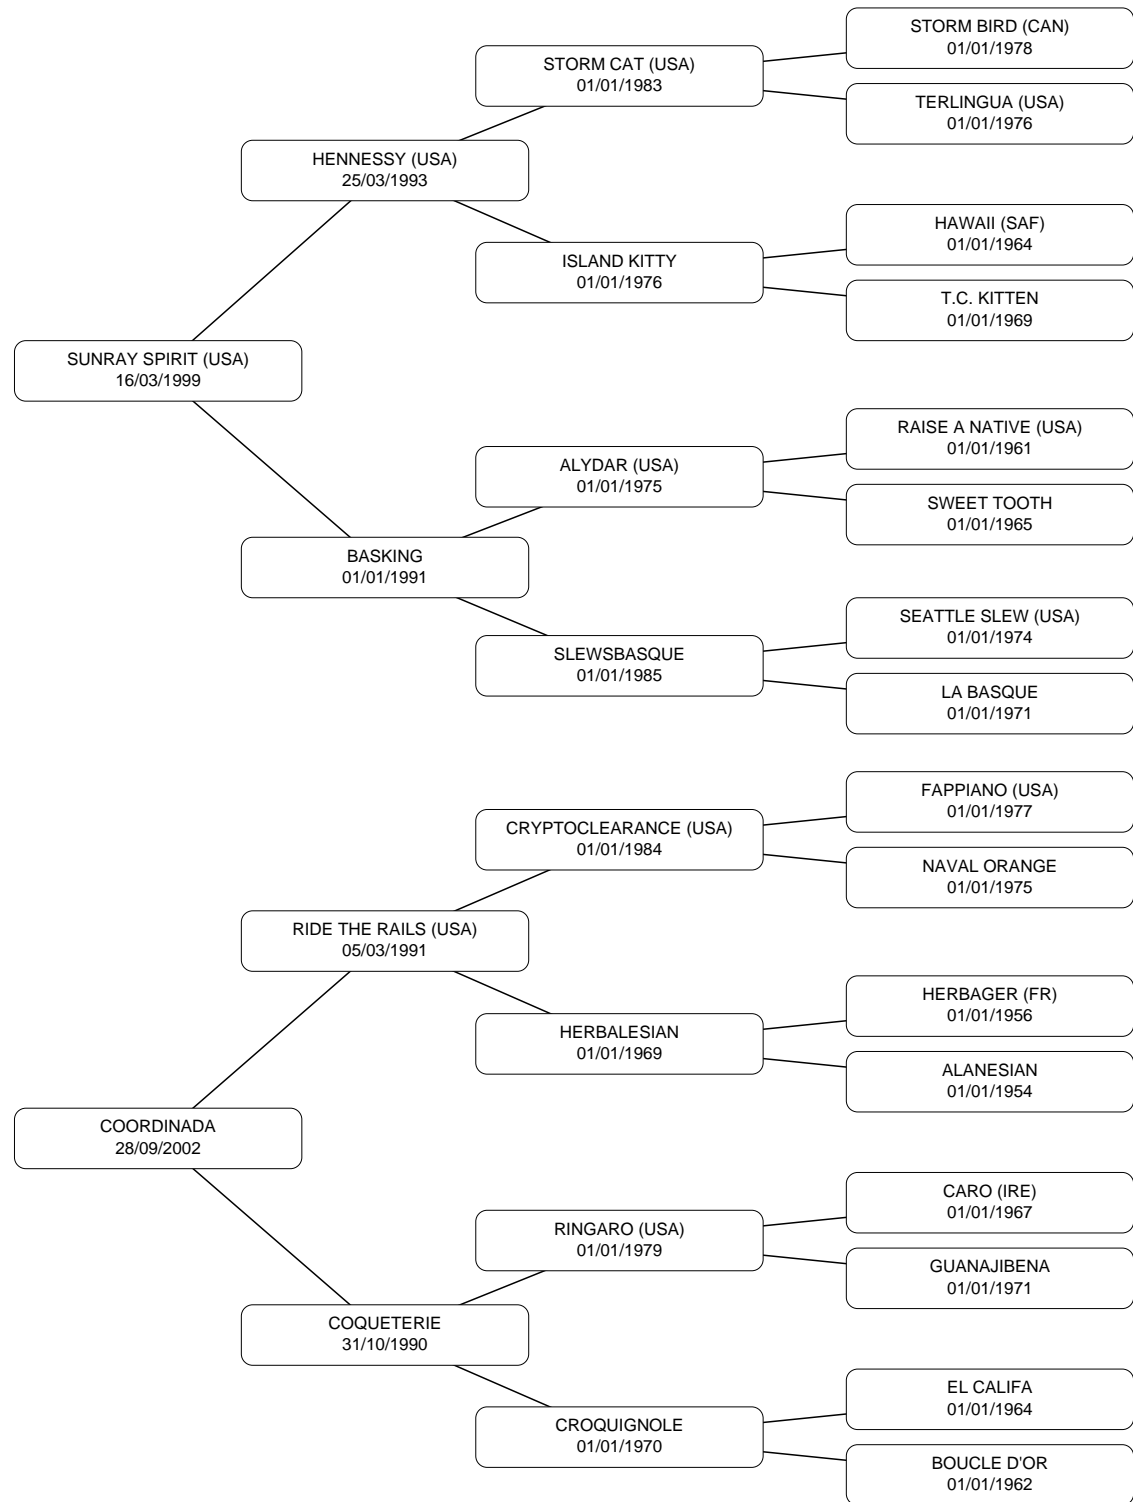 STORM BIRD (CAN)
01/01/1978
STORM CAT (USA)
01/01/1983
TERLINGUA (USA)
01/01/1976
HENNESSY (USA)
25/03/1993
HAWAII (SAF)
01/01/1964
ISLAND KITTY
01/01/1976
T.C. KITTEN
01/01/1969
SUNRAY SPIRIT (USA)
16/03/1999
RAISE A NATIVE (USA)
01/01/1961
ALYDAR (USA)
01/01/1975
SWEET TOOTH
01/01/1965
BASKING
01/01/1991
SEATTLE SLEW (USA)
01/01/1974
SLEWSBASQUE
01/01/1985
LA BASQUE
01/01/1971
FAPPIANO (USA)
01/01/1977
CRYPTOCLEARANCE (USA)
01/01/1984
NAVAL ORANGE
01/01/1975
RIDE THE RAILS (USA)
05/03/1991
HERBAGER (FR)
01/01/1956
HERBALESIAN
01/01/1969
ALANESIAN
01/01/1954
COORDINADA
28/09/2002
CARO (IRE)
01/01/1967
RINGARO (USA)
01/01/1979
GUANAJIBENA
01/01/1971
COQUETERIE
31/10/1990
EL CALIFA
01/01/1964
CROQUIGNOLE
01/01/1970
BOUCLE D'OR
01/01/1962